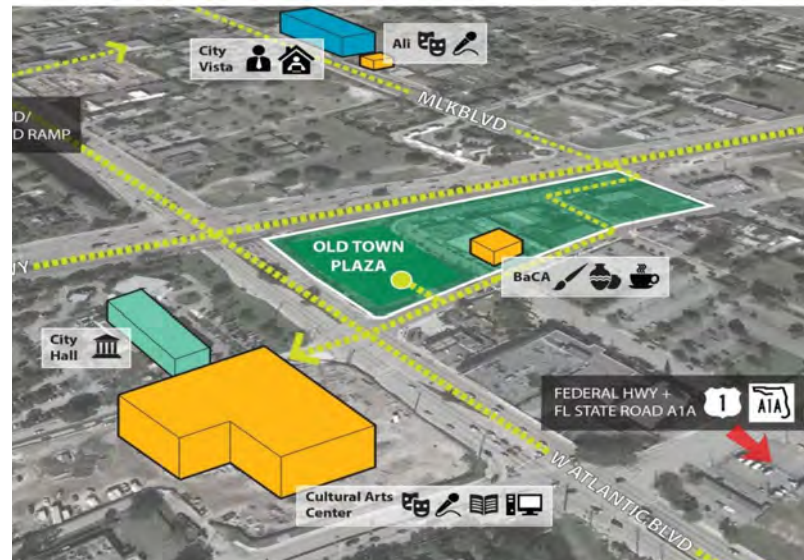 City
Vista
Ali
MLKBLVD
D/
D RAMP
OLD TOWN
PLAZA
BaCA
City
Hall
FEDERAL HWY +
FL STATE ROAD A1A
1
A1A
W ATLANTIC BLVD
Cultural Arts
Center